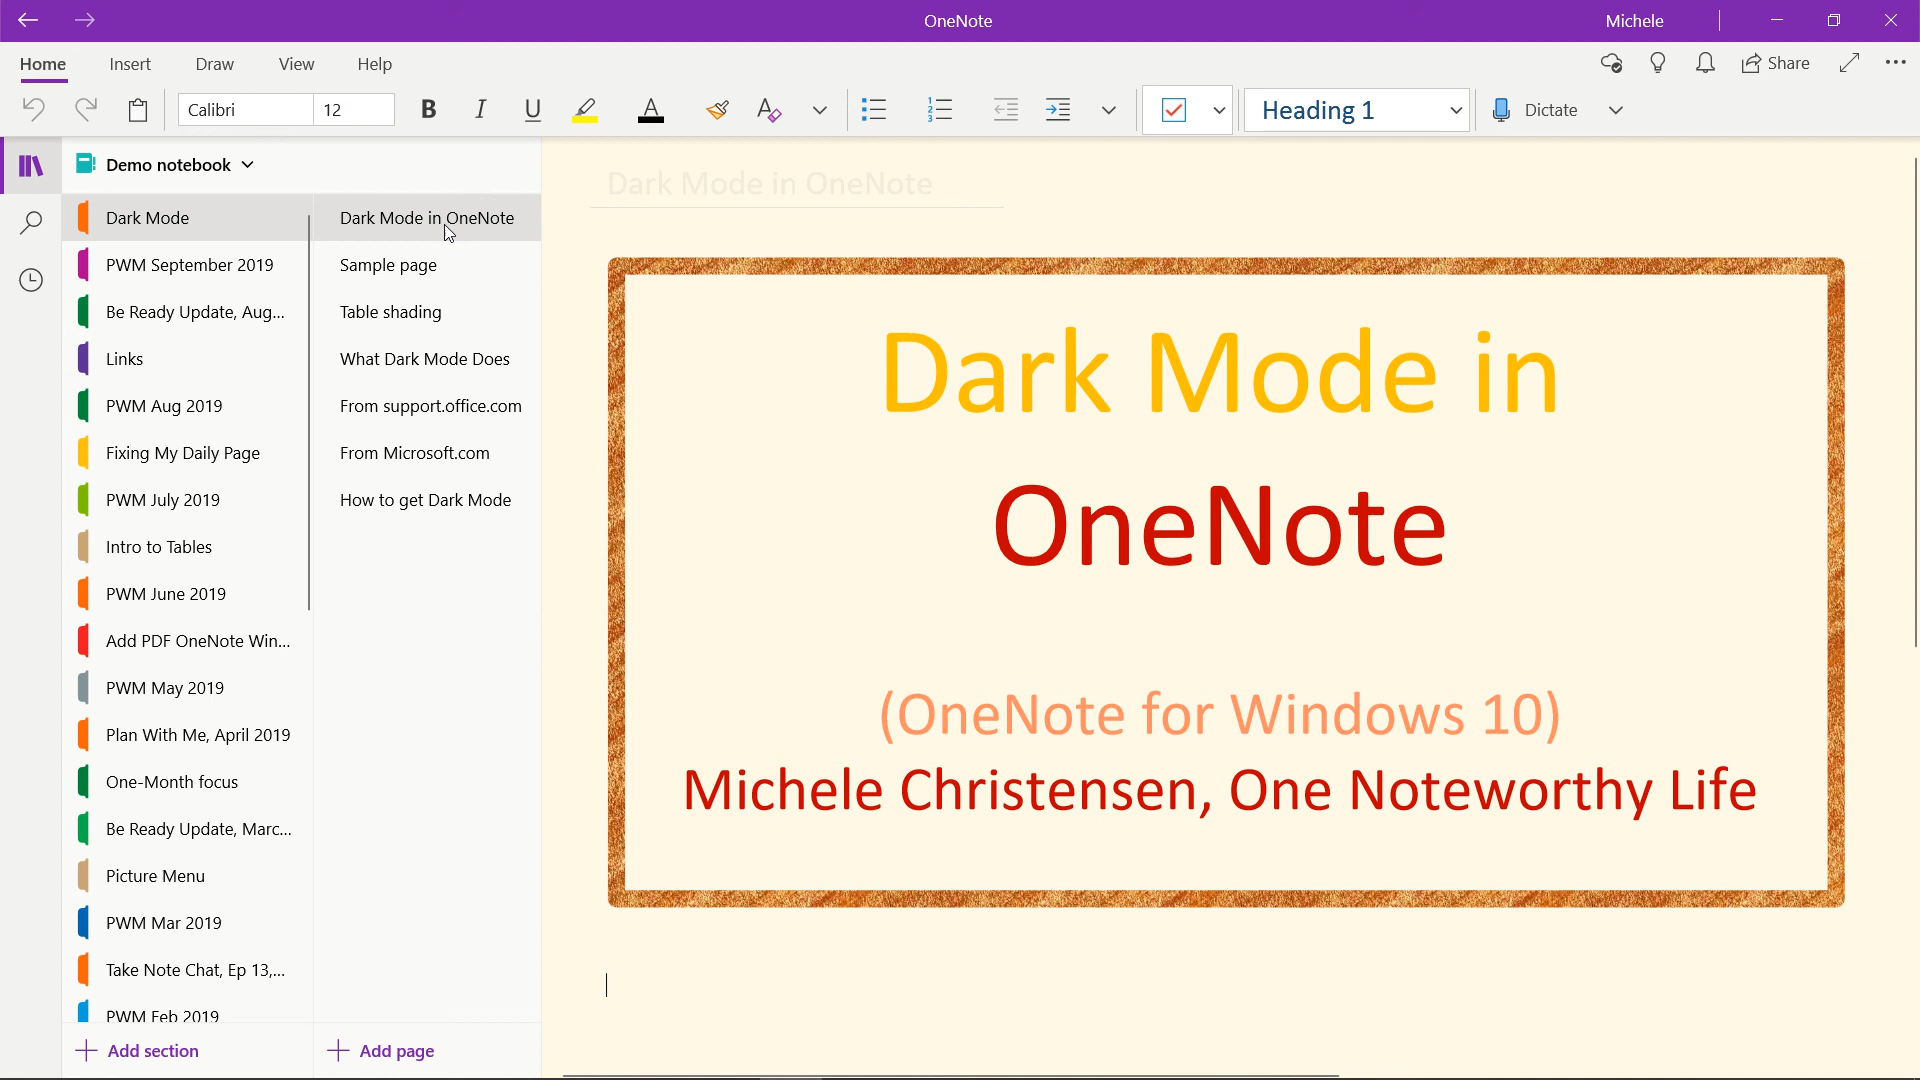 OneNote
Michele
Home Insert Draw View Help
Share
Calibri 12
B I U A A
Heading 1
Dictate
Demo notebook
Dark Mode
PWM September 2019
Be Ready Update, Aug...
Links
PWM Aug 2019
Fixing My Daily Page
PWM July 2019
Intro to Tables
PWM June 2019
Add PDF OneNote Win...
PWM May 2019
Plan With Me, April 2019
One-Month focus
Be Ready Update, Marc...
Picture Menu
PWM Mar 2019
Take Note Chat, Ep 13,...
PWM Feb 2019
Add section
Dark Mode in OneNote
Sample page
Table shading
What Dark Mode Does
From support.office.com
From Microsoft.com
How to get Dark Mode
Add page
Dark Mode in OneNote
Dark Mode in
OneNote
(OneNote for Windows 10)
Michele Christensen, One Noteworthy Life